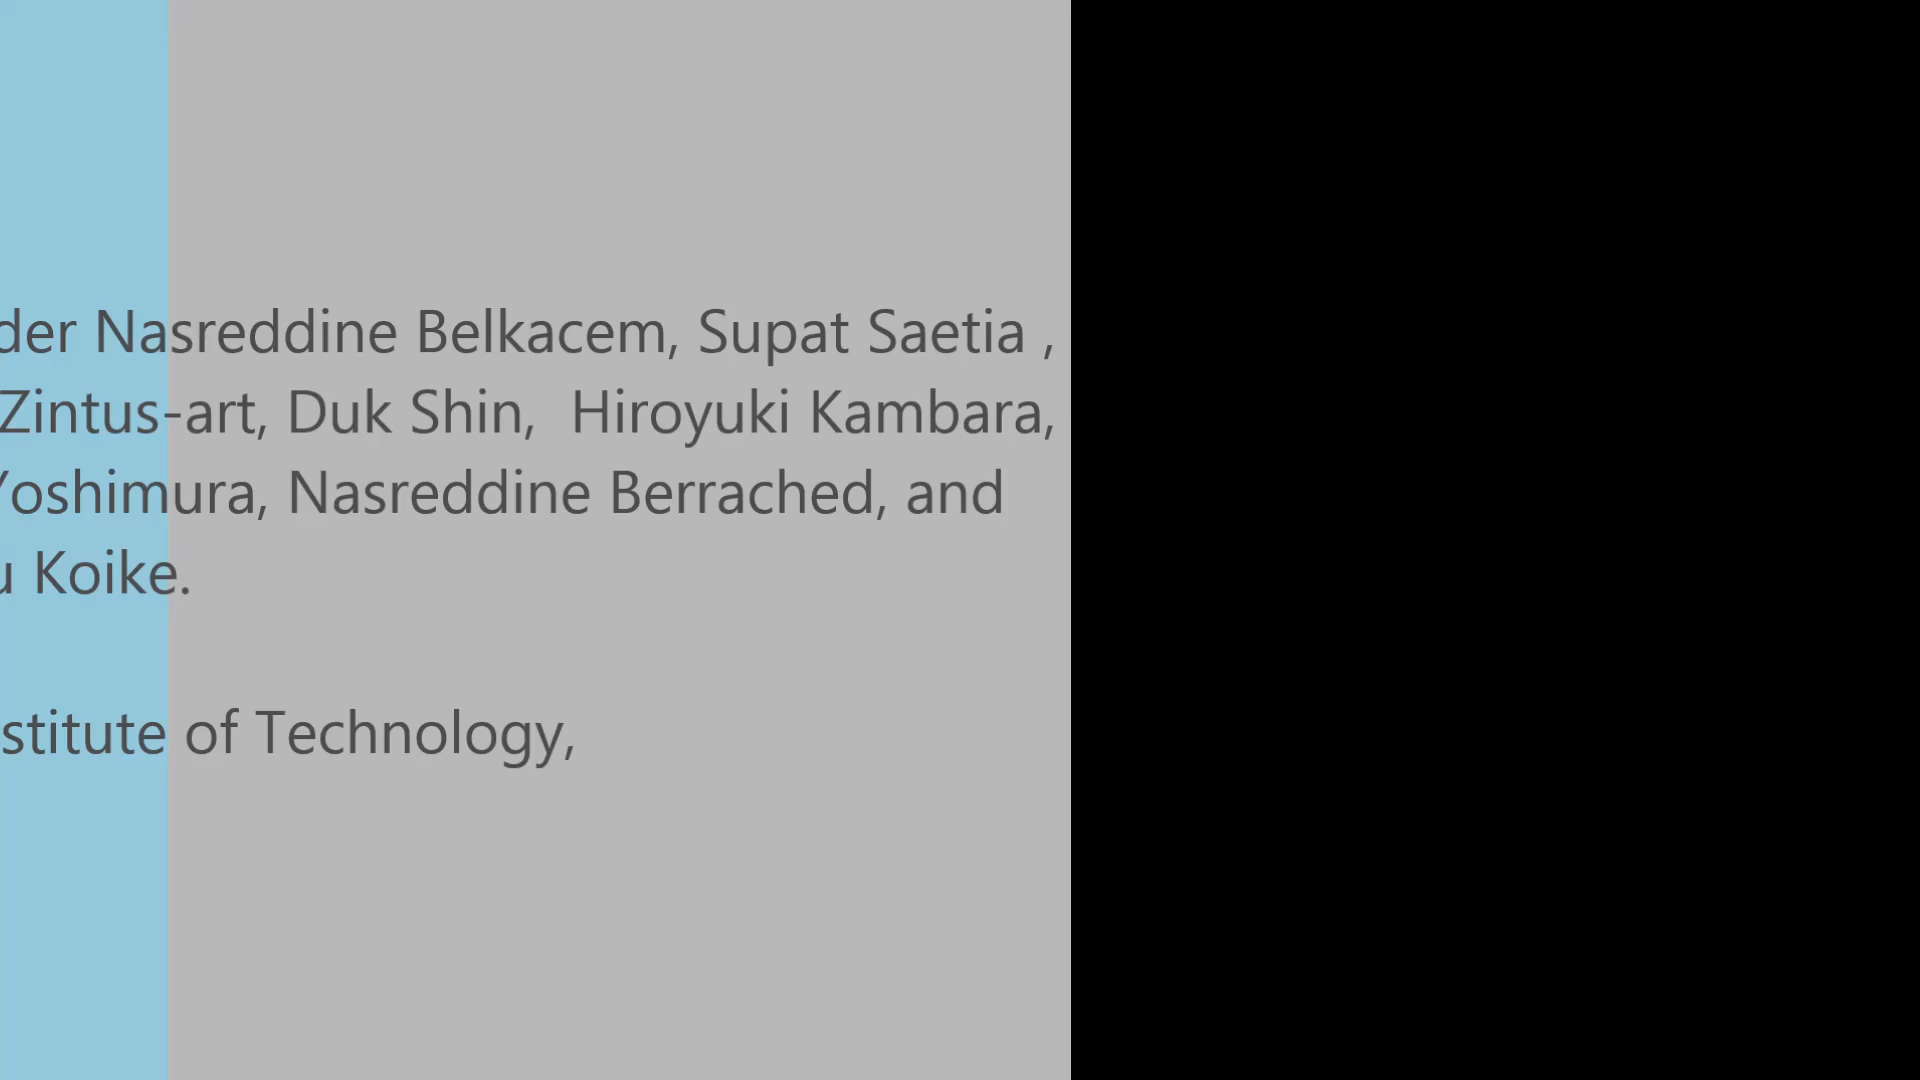 der Nasreddine Belkacem, Supat Saetia ,
Zintus-art, Duk Shin, Hiroyuki Kambara,
Yoshimura, Nasreddine Berrached, and
u Koike.
stitute of Technology,